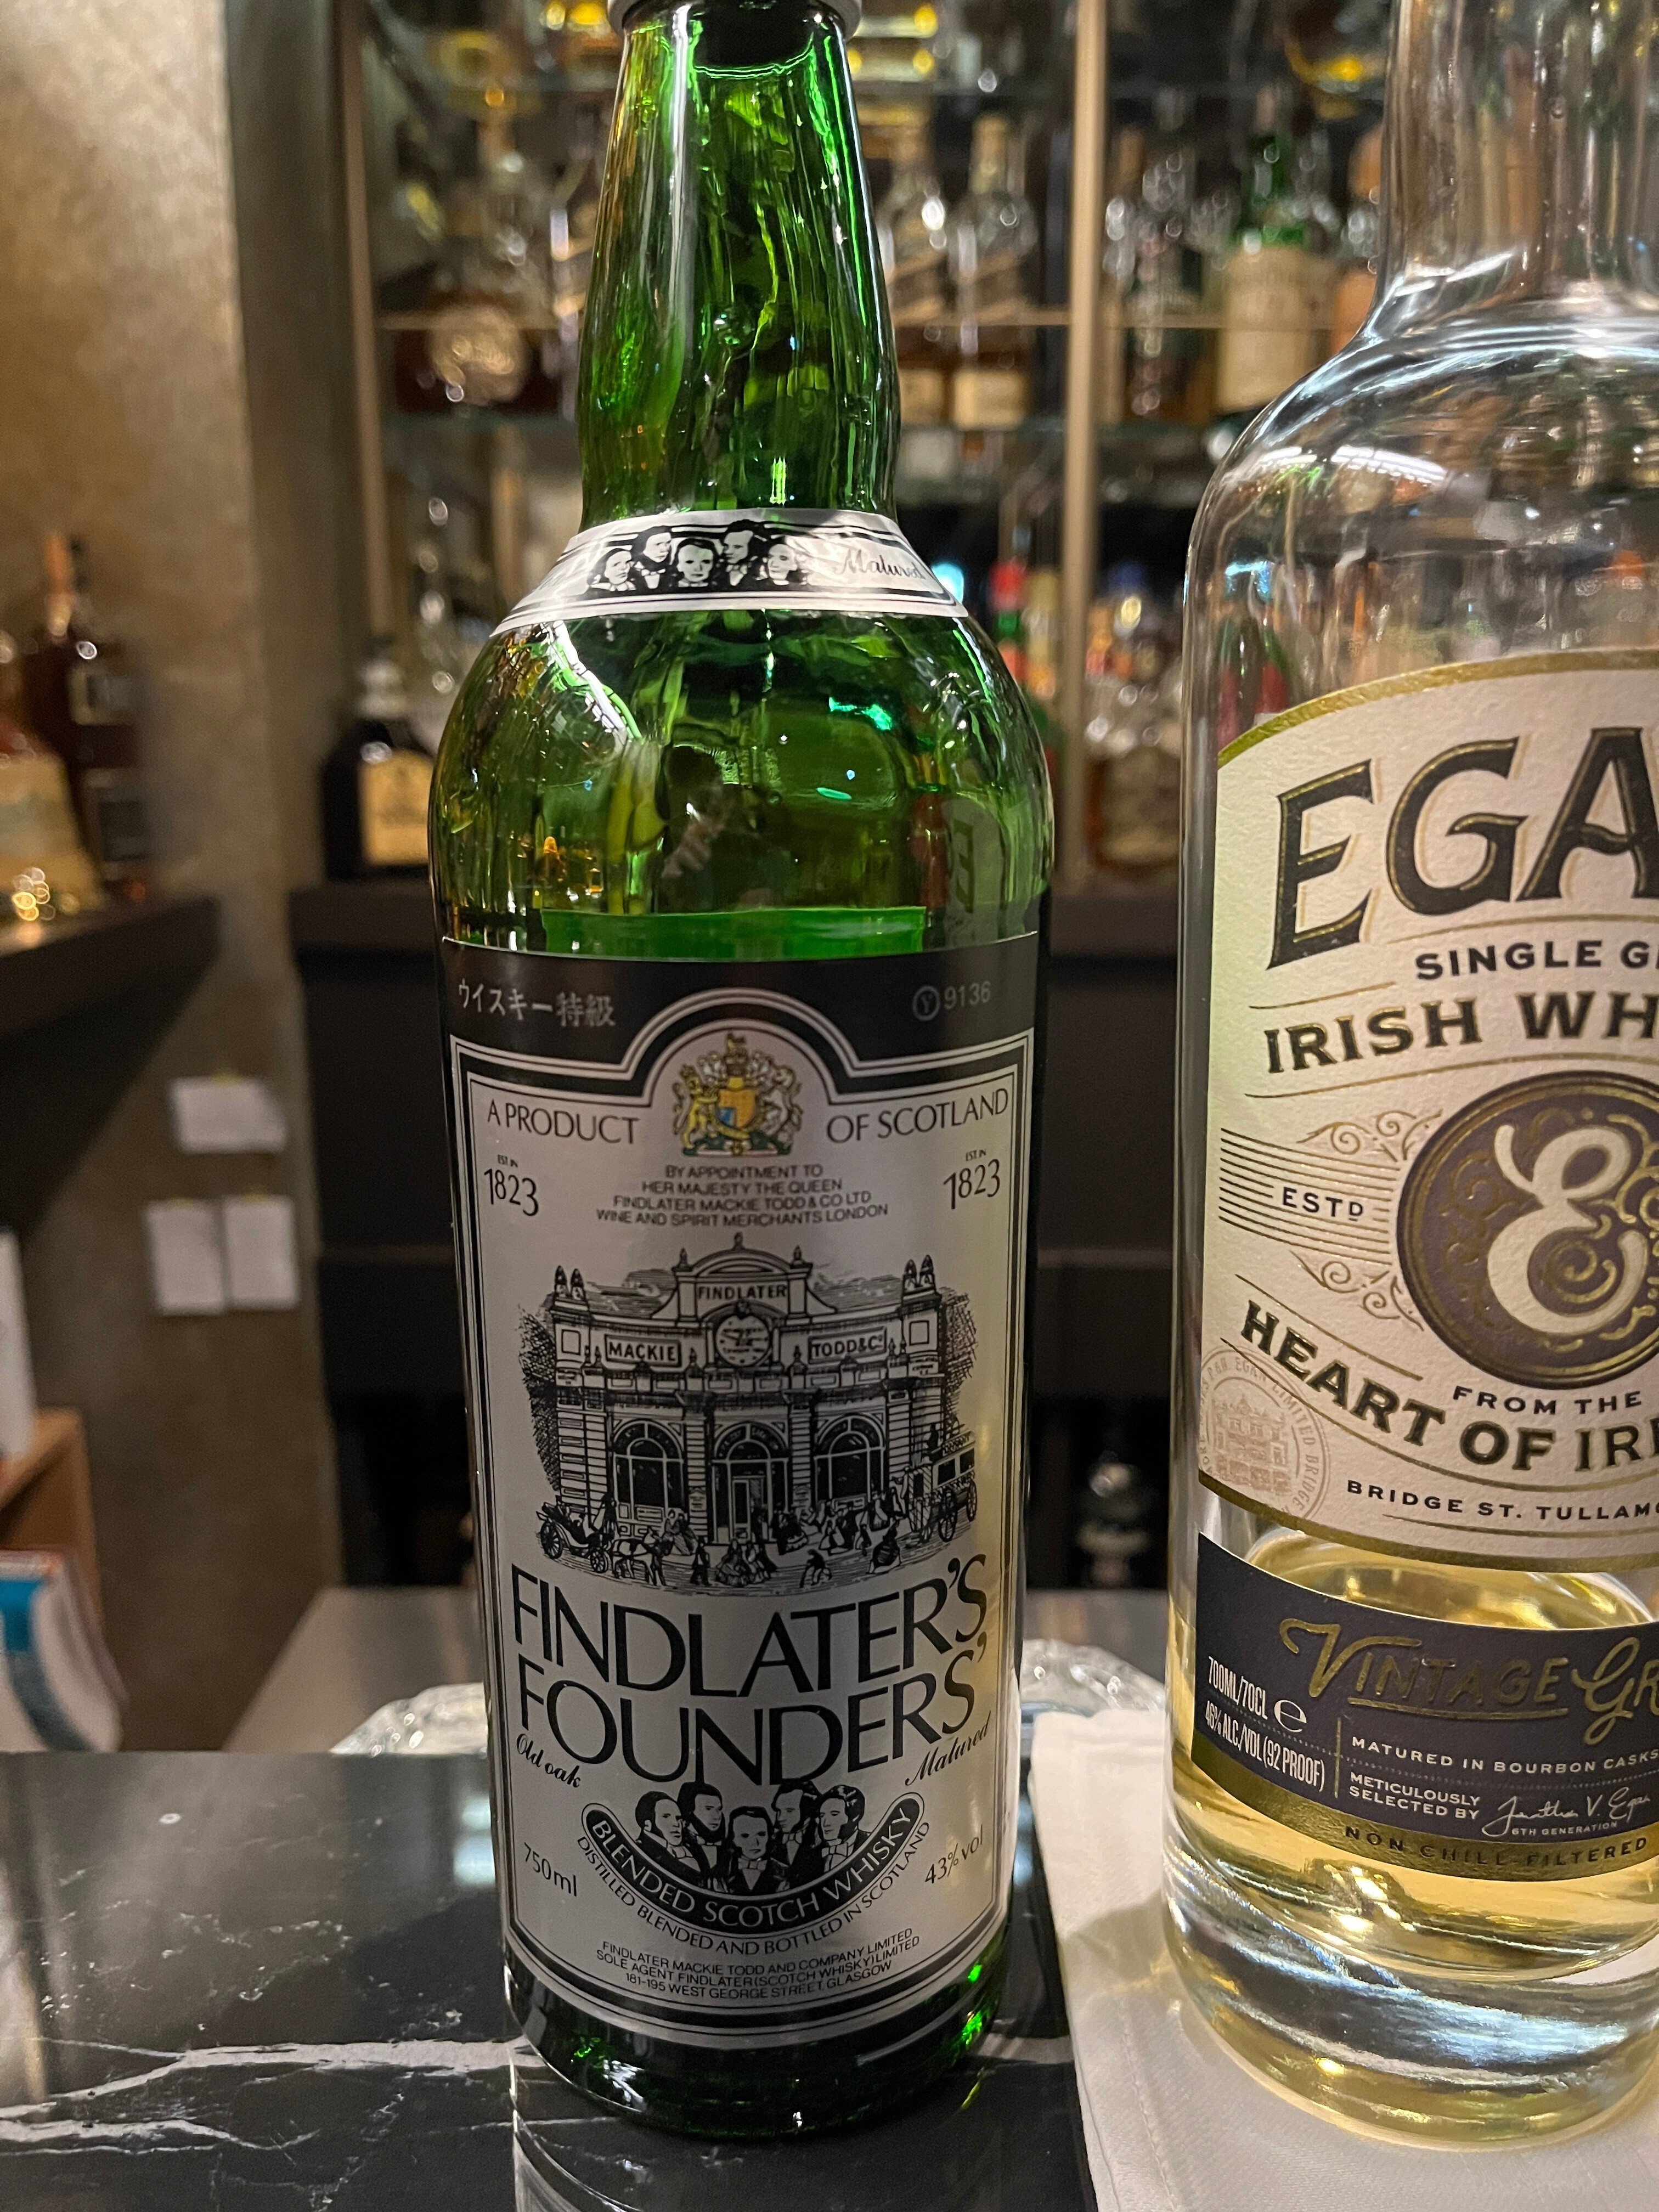 Matured
ウイスキー特級
Ⓨ9136
A PRODUCT OF SCOTLAND
EST. IN
1823
EST. IN
1823
BY APPOINTMENT TO
HER MAJESTY THE QUEEN
FINDLATER MACKIE TODD & CO LTD
WINE AND SPIRIT MERCHANTS LONDON
FINDLATER
MACKIE TODD & Co
FINDLATER'S
FOUNDERS'
Old oak Matured
BLENDED SCOTCH WHISKY
DISTILLED BLENDED AND BOTTLED IN SCOTLAND
750ml 43% vol
FINDLATER MACKIE TODD AND COMPANY LIMITED
SOLE AGENT FINDLATER (SCOTCH WHISKY) LIMITED
181-195 WEST GEORGE STREET GLASGOW
EGA
SINGLE G
IRISH WH
ESTD
E
FROM THE
HEART OF IR
BRIDGE ST. TULLAM
VINTAGE GR
700ML/70CL e
46% ALC/VOL (92 PROOF)
MATURED IN BOURBON CASKS
METICULOUSLY
SELECTED BY
6TH GENERATION
NON CHILL-FILTERED